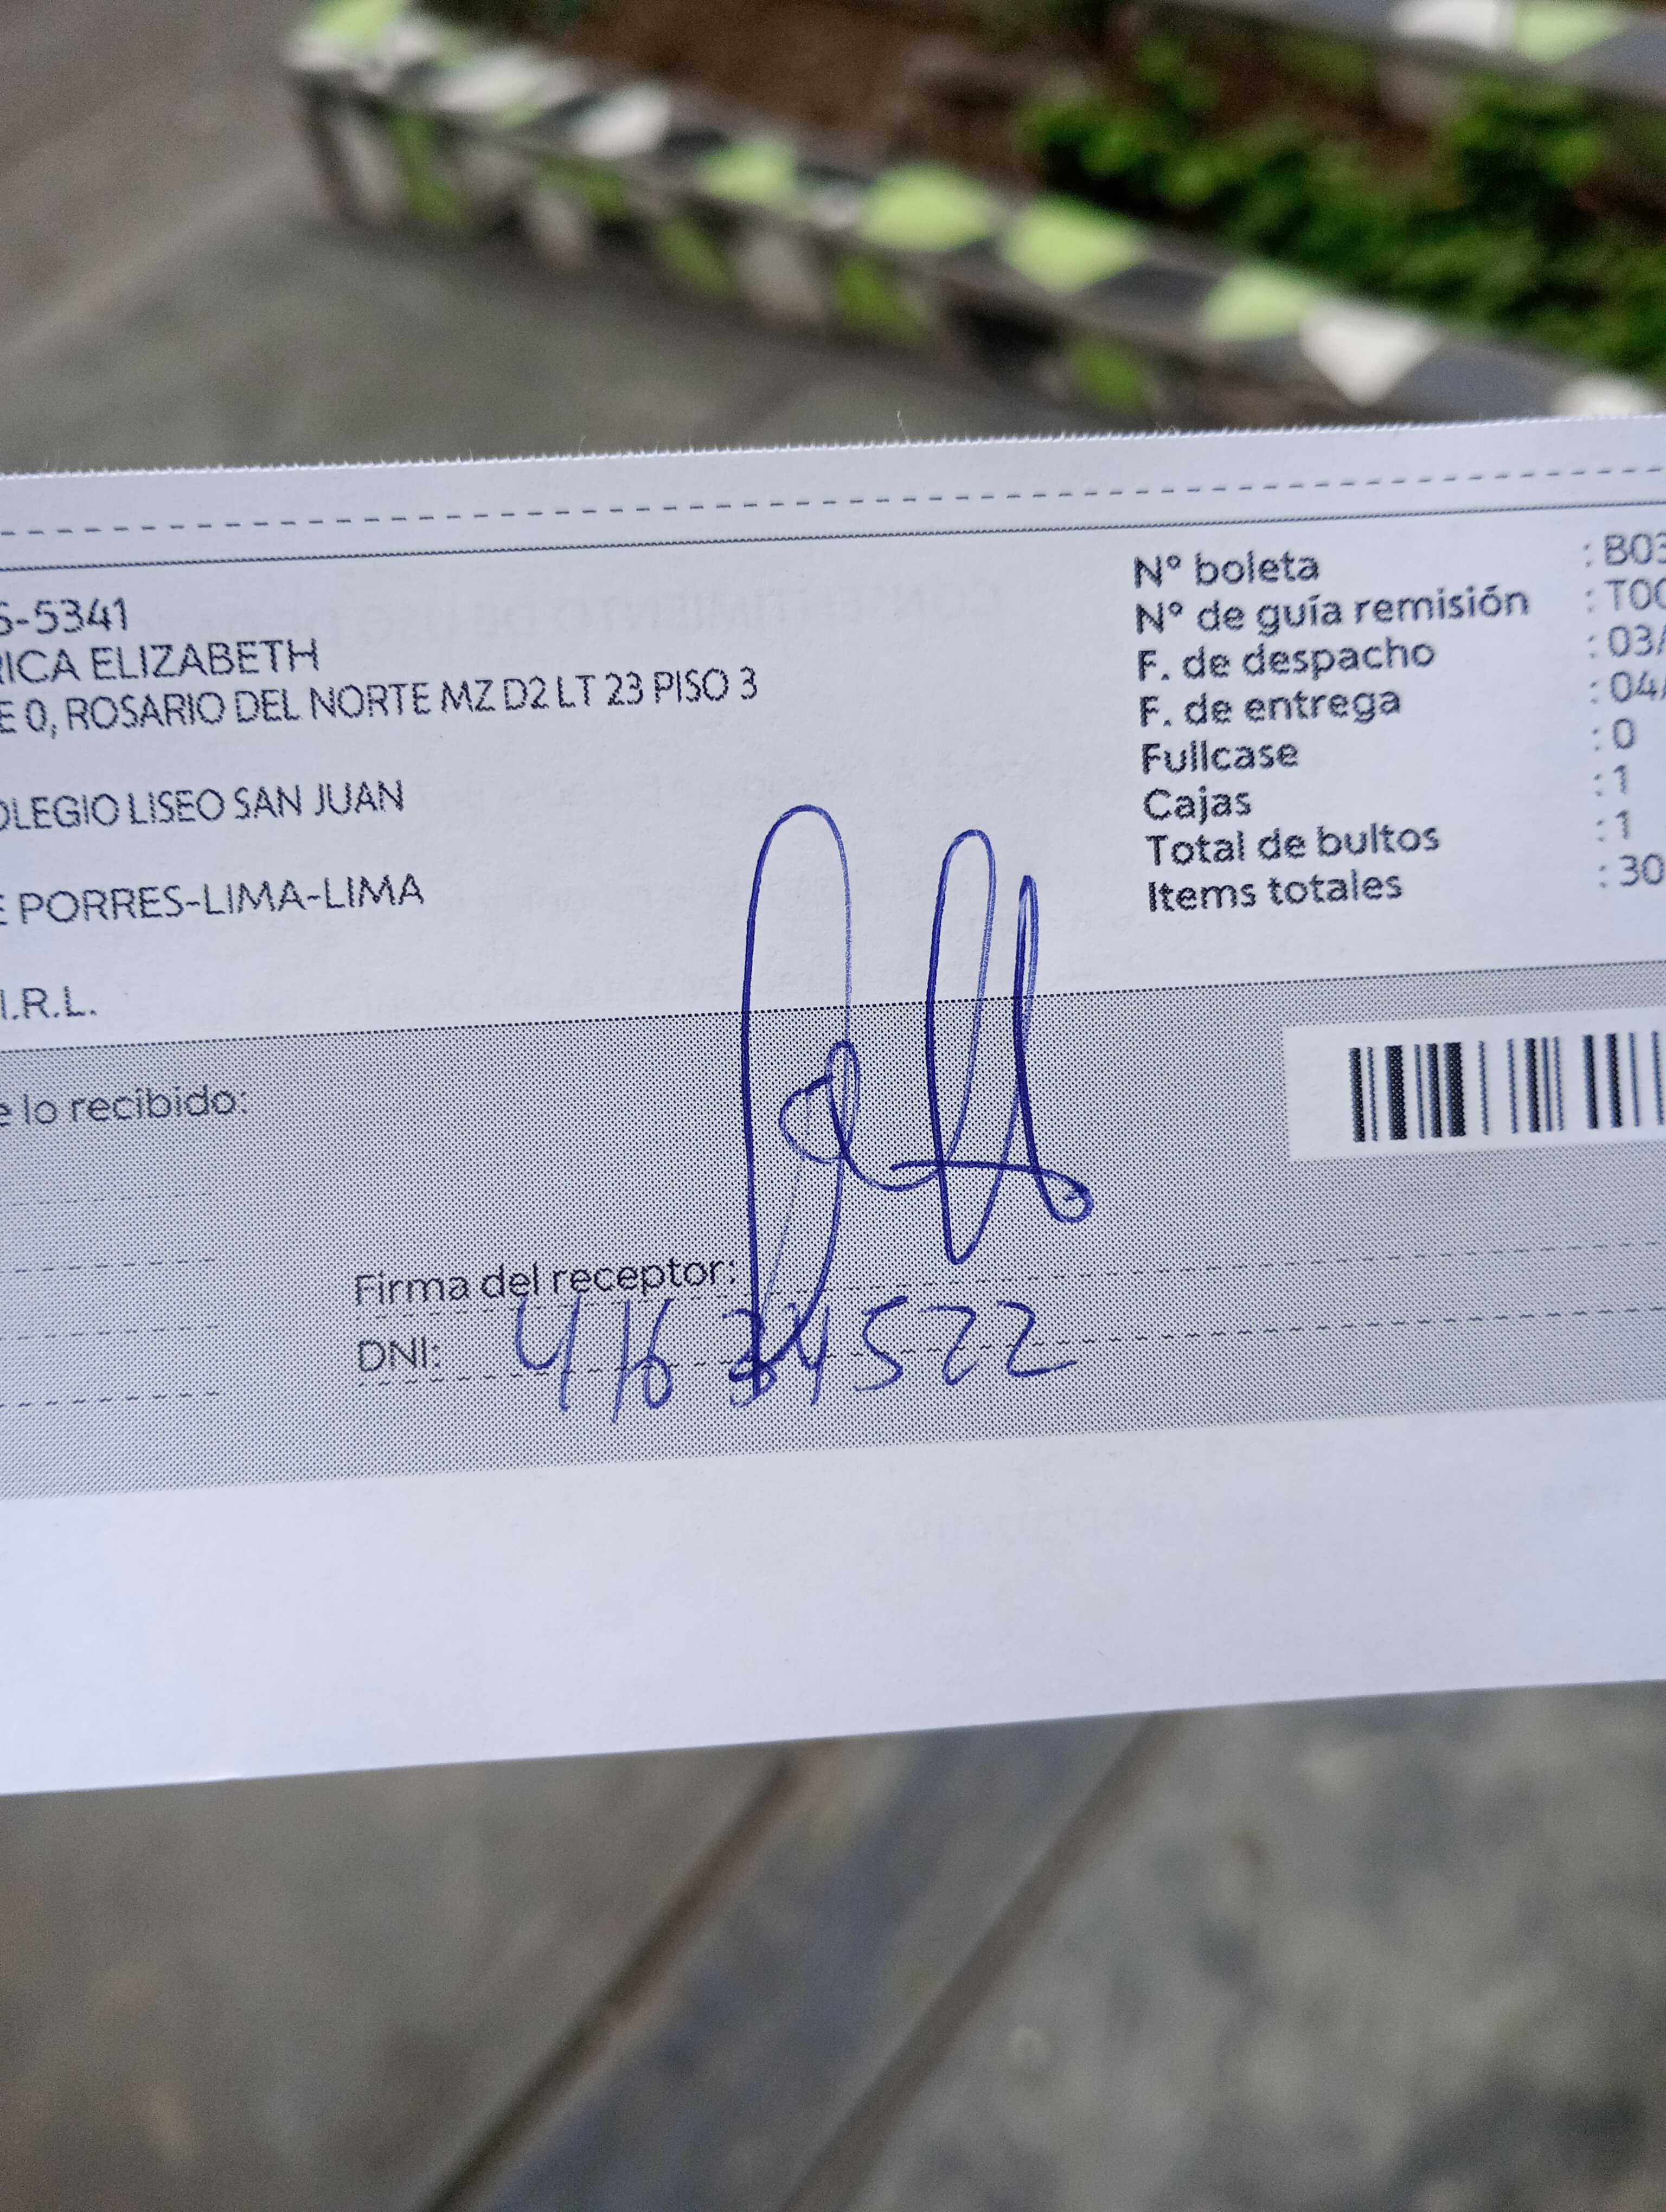 6-5341
RICA ELIZABETH
E 0, ROSARIO DEL NORTE MZ D2 LT 23 PISO 3
OLEGIO LISEO SAN JUAN
E PORRES-LIMA-LIMA
I.R.L.
N° boleta : B03
N° de guía remisión : T00
F. de despacho : 03/
F. de entrega : 04/
Fullcase : 0
Cajas : 1
Total de bultos : 1
Items totales : 30
e lo recibido:
Firma del receptor:
DNI: 41634522